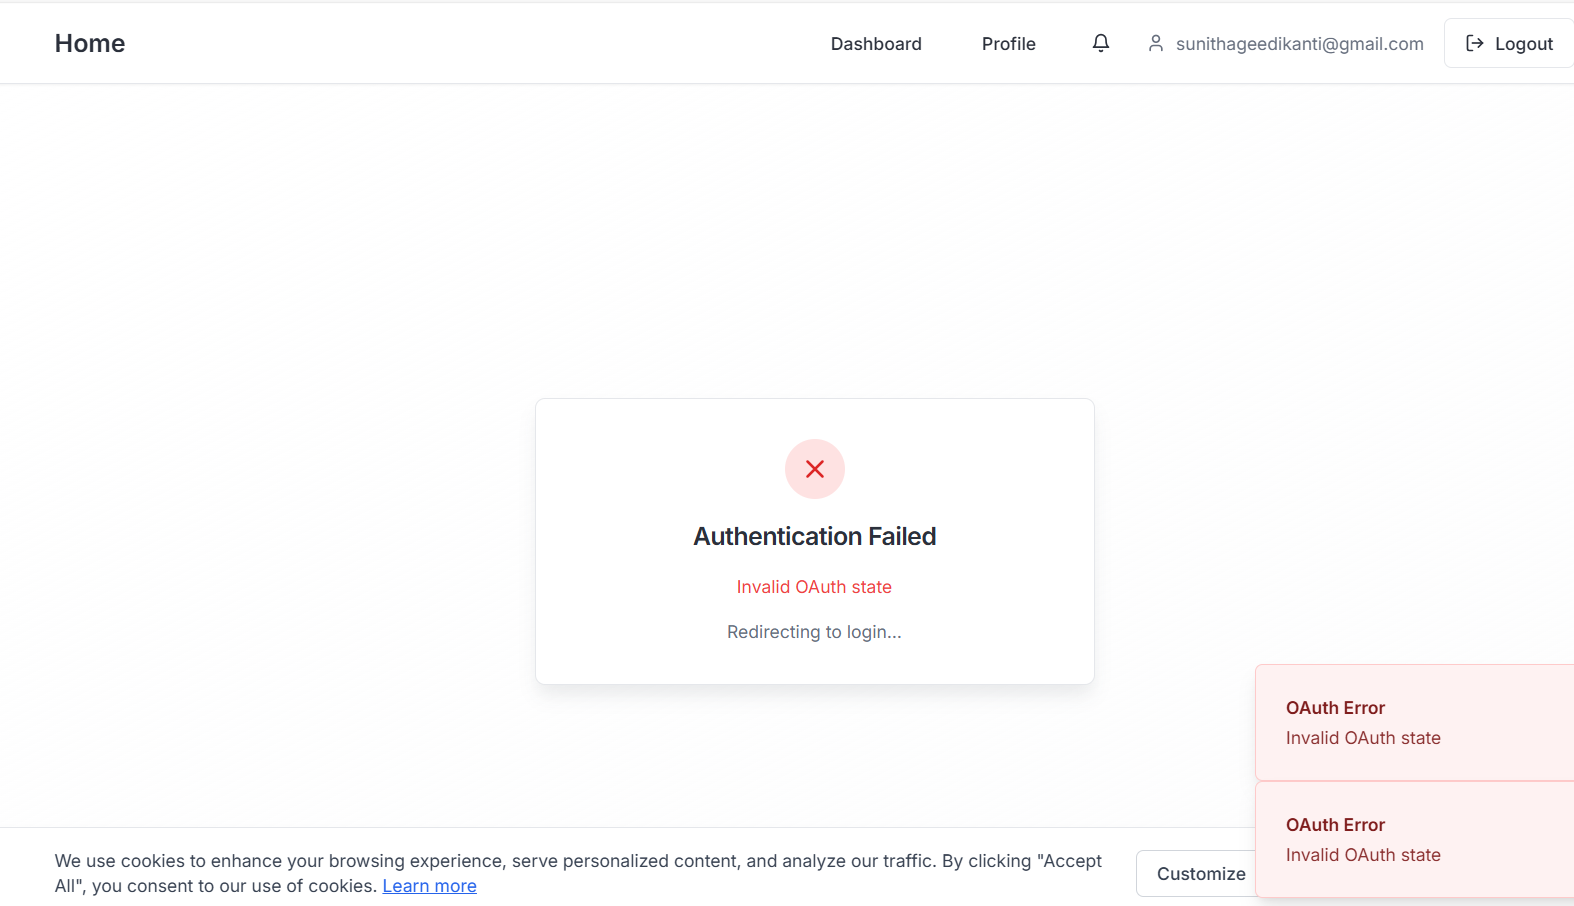 Home
Dashboard
Profile
sunithageedikanti@gmail.com
Logout
Authentication Failed
Invalid OAuth state
Redirecting to login...
OAuth Error
Invalid OAuth state
OAuth Error
Invalid OAuth state
We use cookies to enhance your browsing experience, serve personalized content, and analyze our traffic. By clicking "Accept
All", you consent to our use of cookies. Learn more
Customize